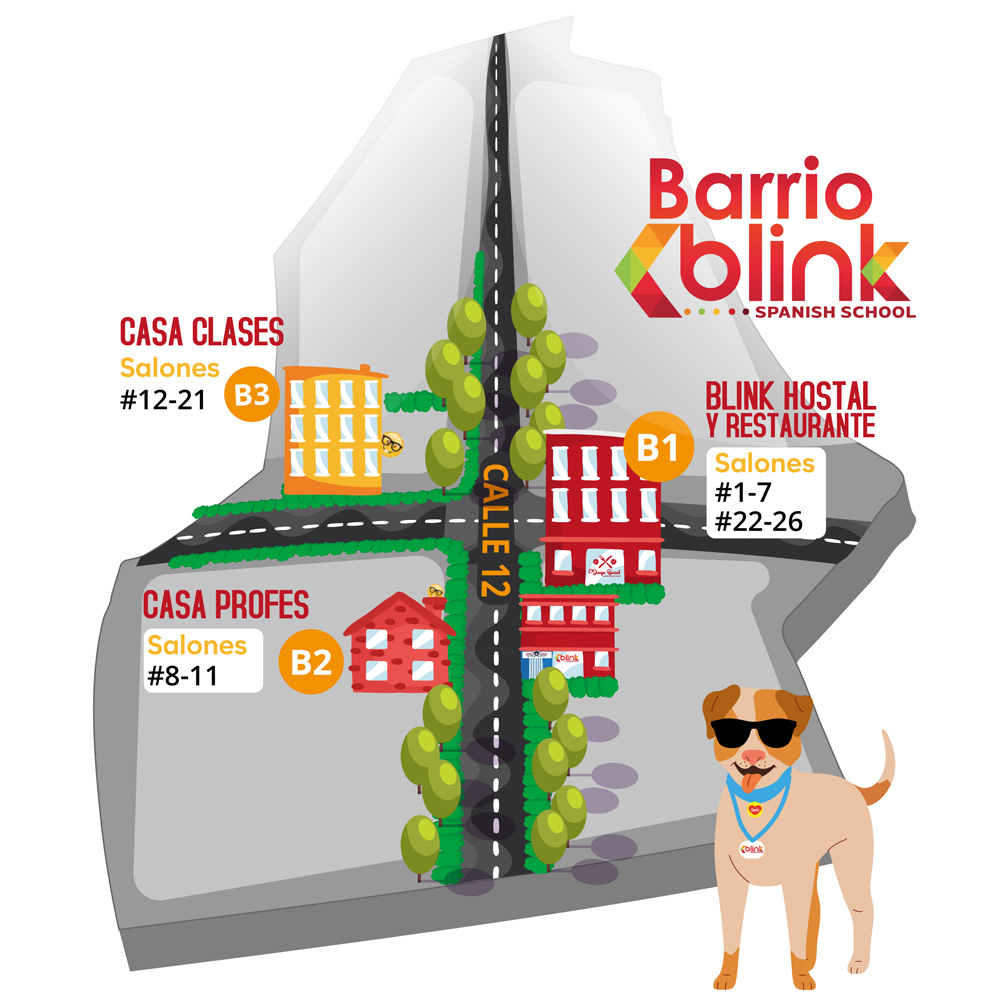 Barrio
blink
SPANISH SCHOOL
CASA CLASES
Salones
#12-21
B3
BLINK HOSTAL
Y RESTAURANTE
B1
Salones
#1-7
#22-26
CALLE 12
CASA PROFES
Salones
#8-11
B2
blink
blink